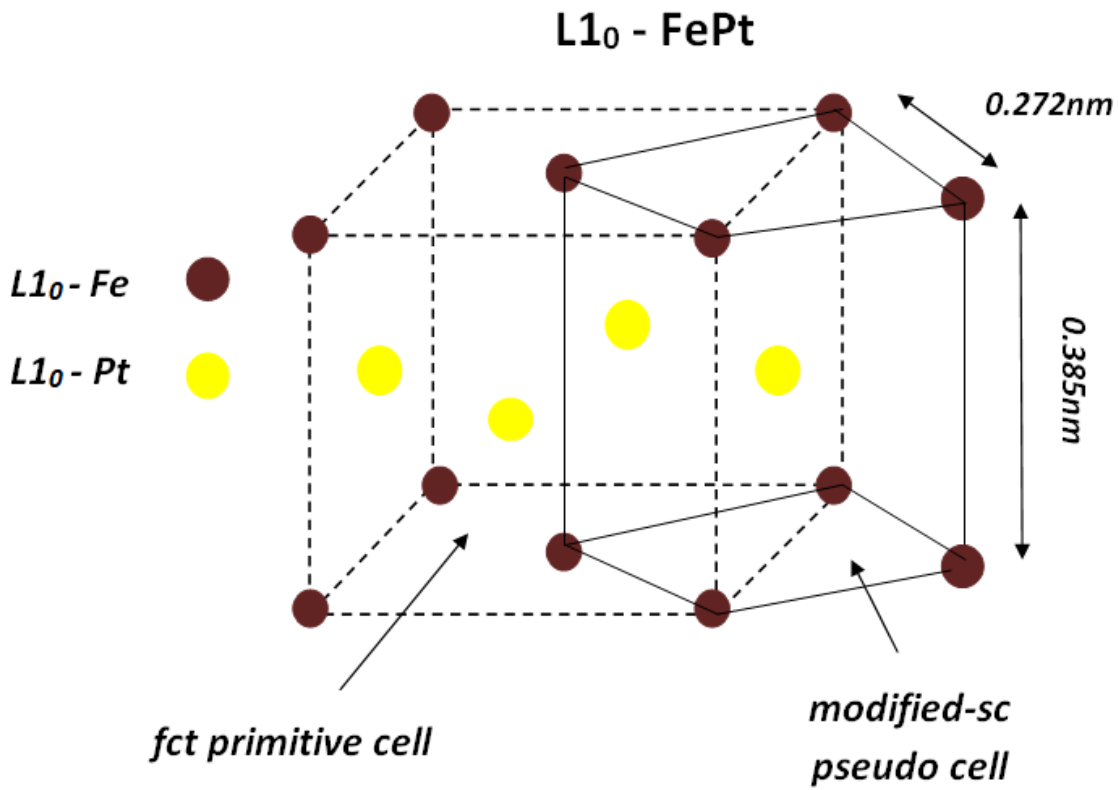 L1₀ - FePt
0.272nm
L1₀ - Fe
L1₀ - Pt
0.385nm
fct primitive cell
modified-sc
pseudo cell